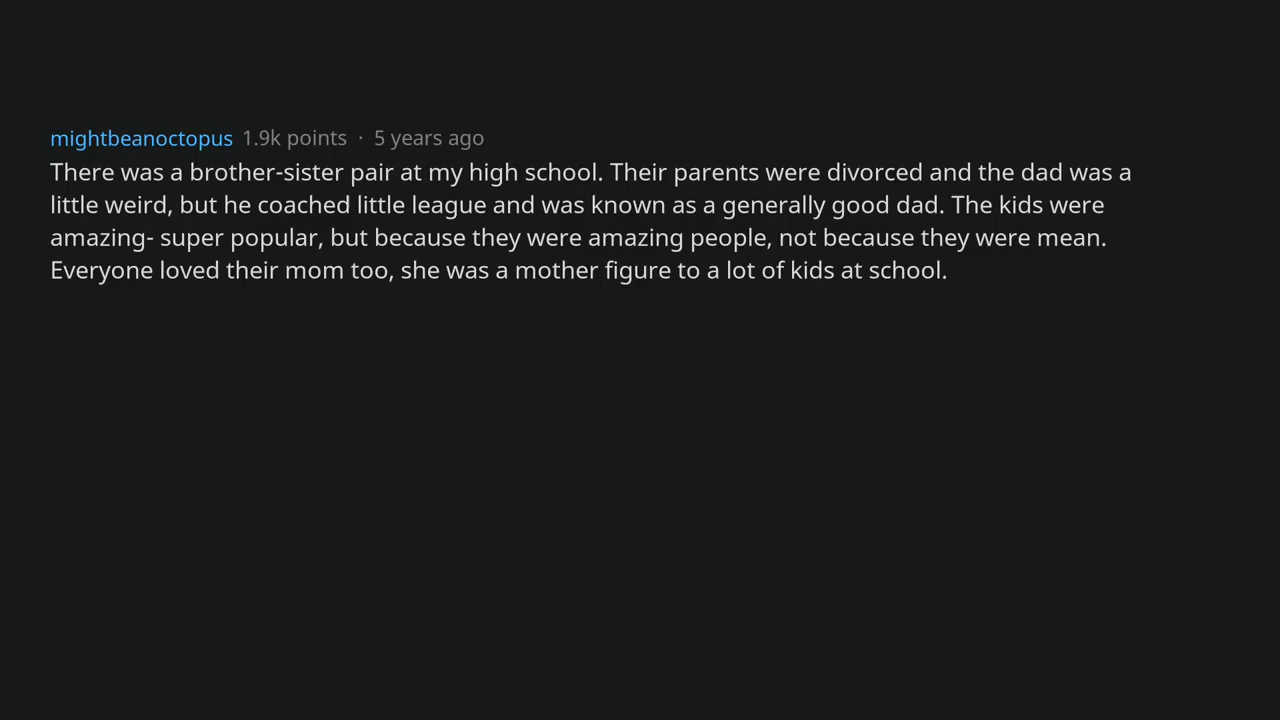 mightbeanoctopus 1.9k points · 5 years ago
There was a brother-sister pair at my high school. Their parents were divorced and the dad was a
little weird, but he coached little league and was known as a generally good dad. The kids were
amazing- super popular, but because they were amazing people, not because they were mean.
Everyone loved their mom too, she was a mother figure to a lot of kids at school.